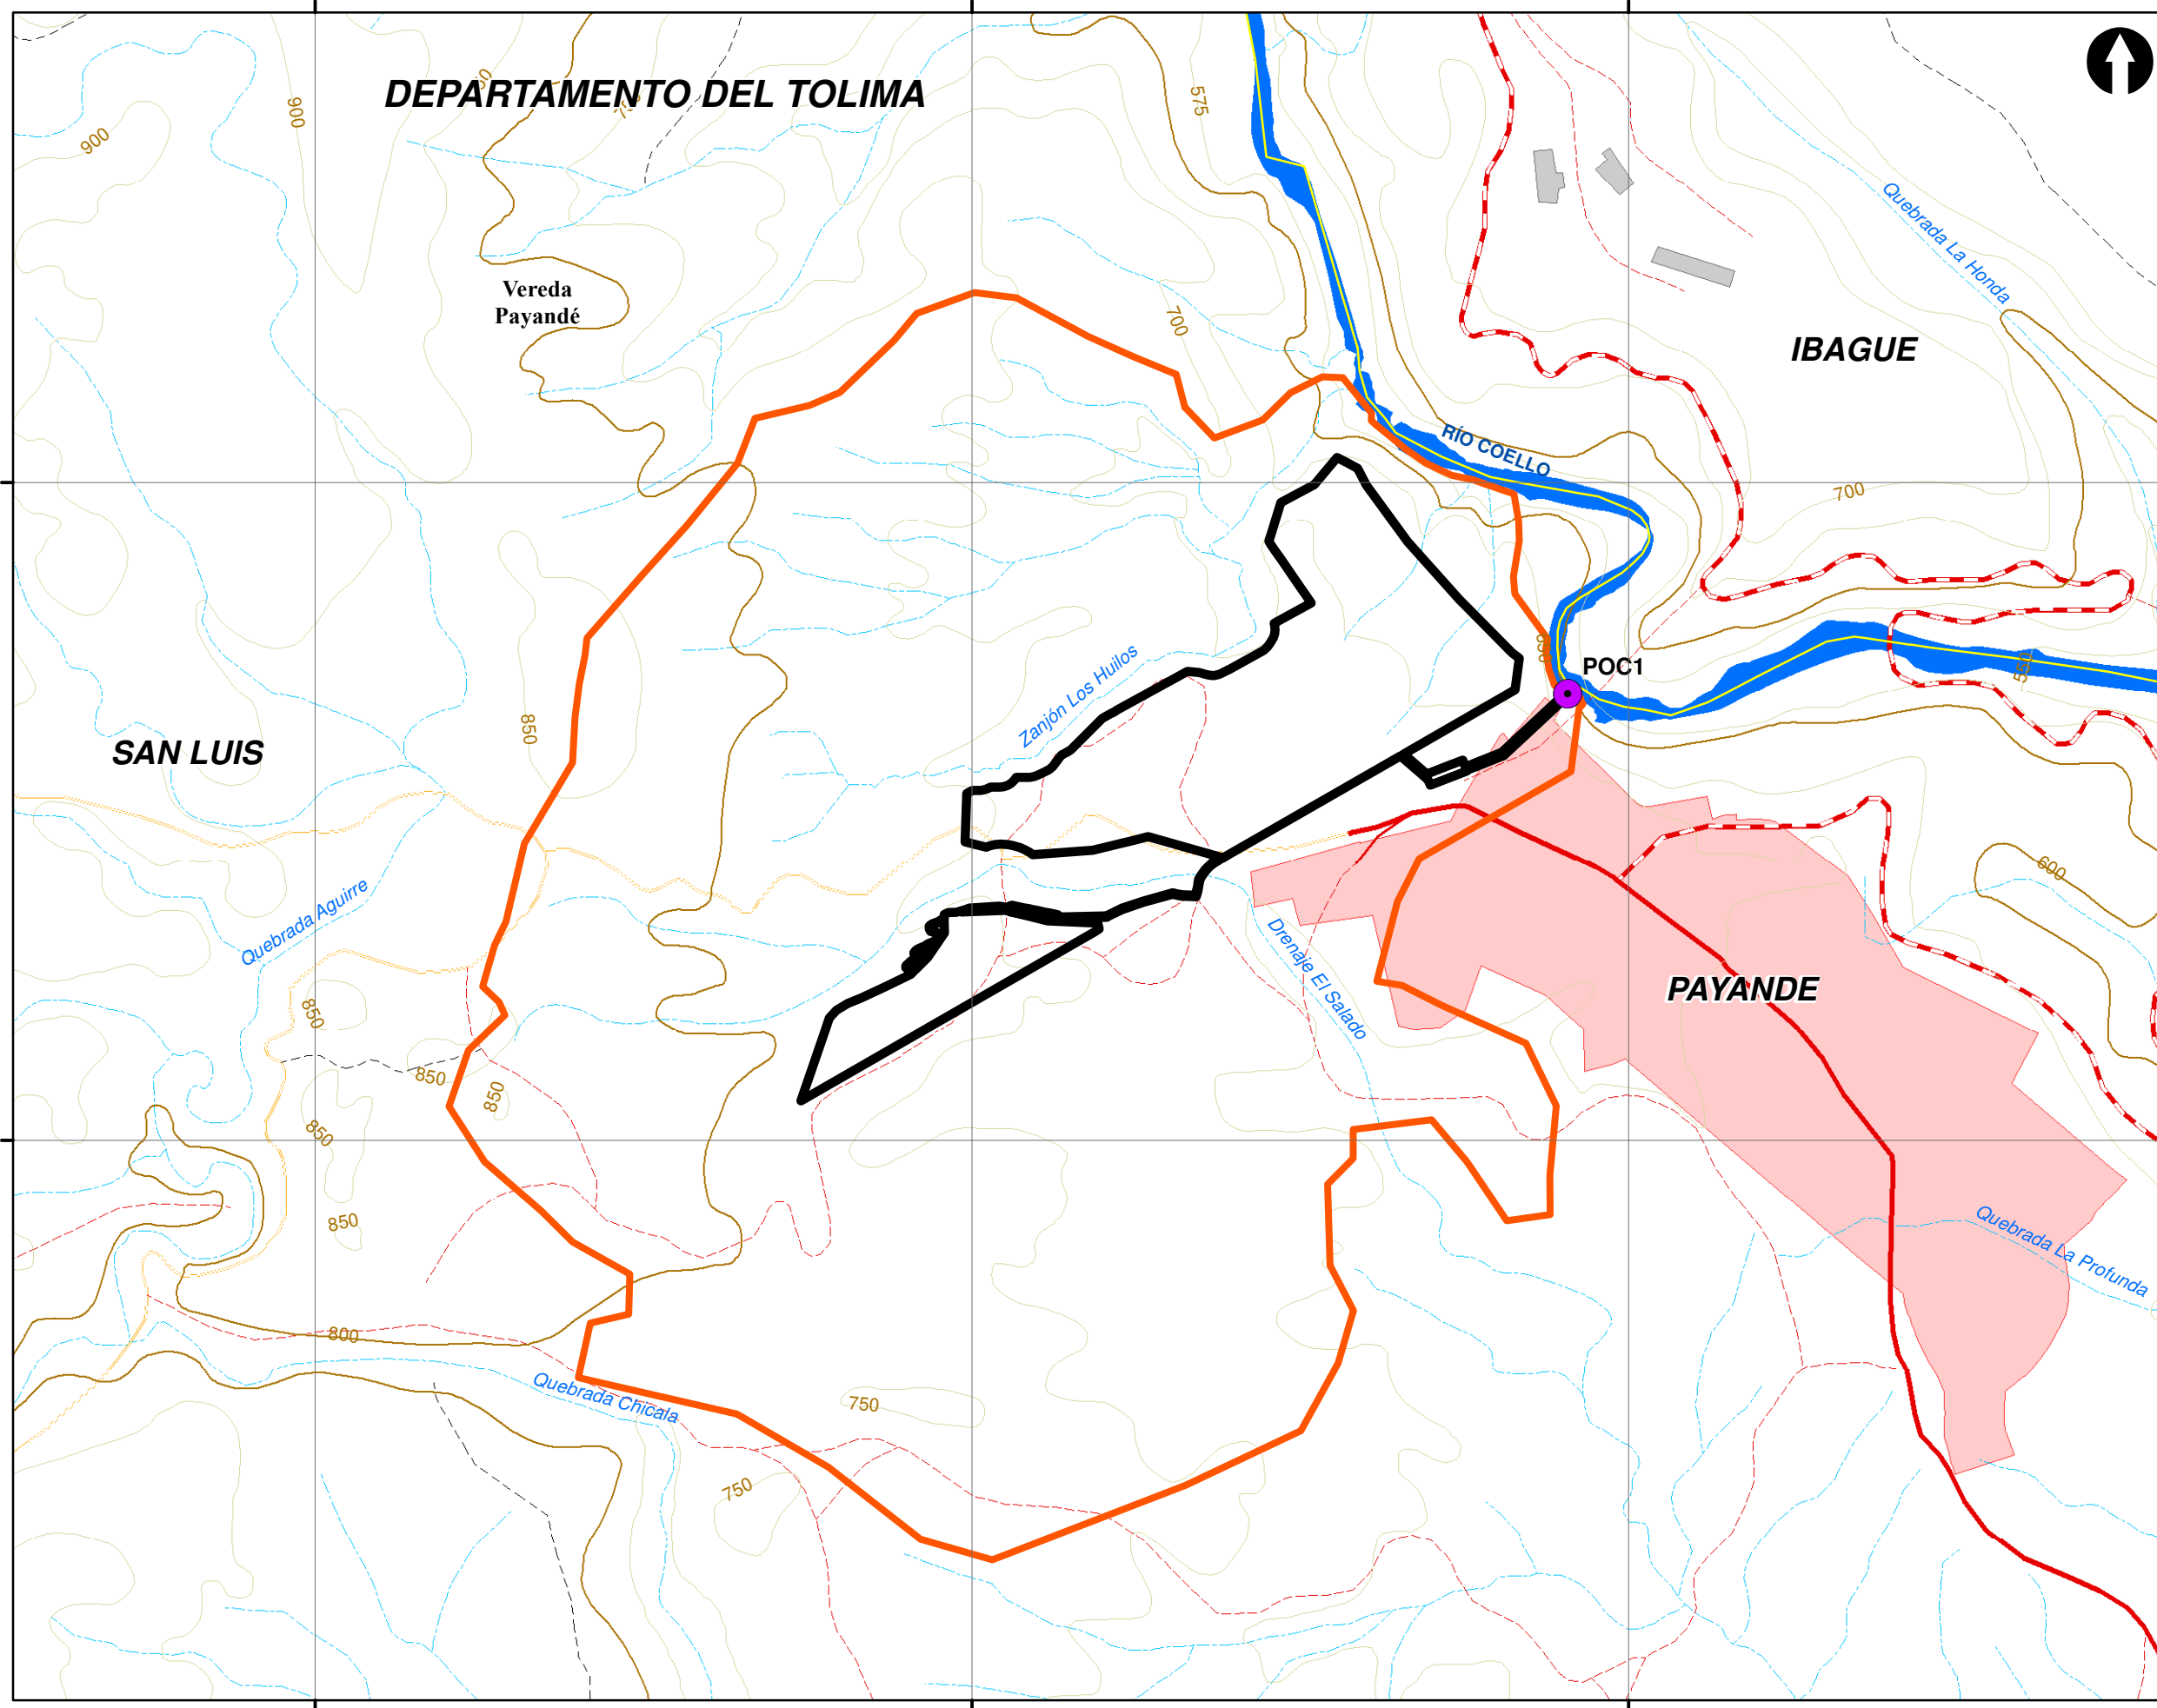 DEPARTAMENTO DEL TOLIMA
900
900
575
Quebrada La Honda
Vereda
Payandé
700
IBAGUE
RÍO COELLO
700
POC1
550
Zanjón Los Huilos
850
SAN LUIS
600
Quebrada Aguirre
Drenaje El Salado
PAYANDE
850
850
850
850
850
Quebrada La Profunda
800
Quebrada Chicala
750
750